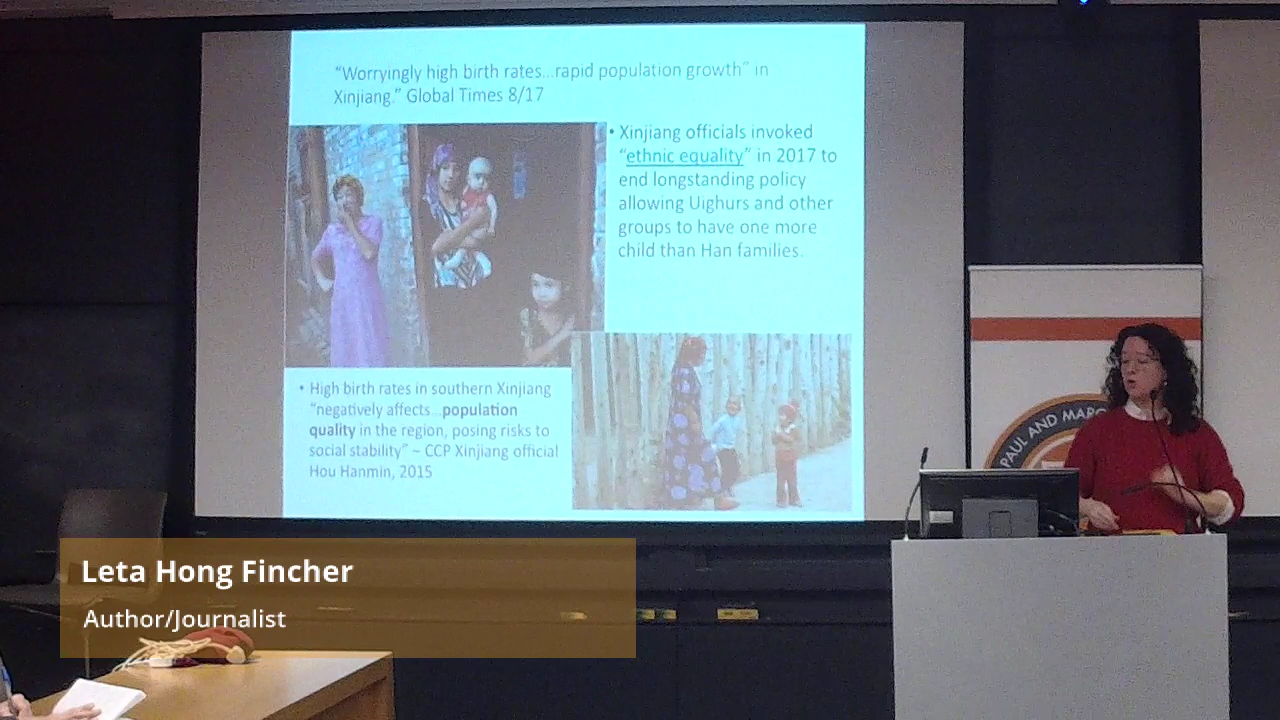 "Worryingly high birth rates...rapid population growth" in
Xinjiang." Global Times 8/17
• Xinjiang officials invoked
"ethnic equality" in 2017 to
end longstanding policy
allowing Uighurs and other
groups to have one more
child than Han families.
• High birth rates in southern Xinjiang
"negatively affects...population
quality in the region, posing risks to
social stability" ~ CCP Xinjiang official
Hou Hanmin, 2015
PAUL AND MARC
Leta Hong Fincher
Author/Journalist